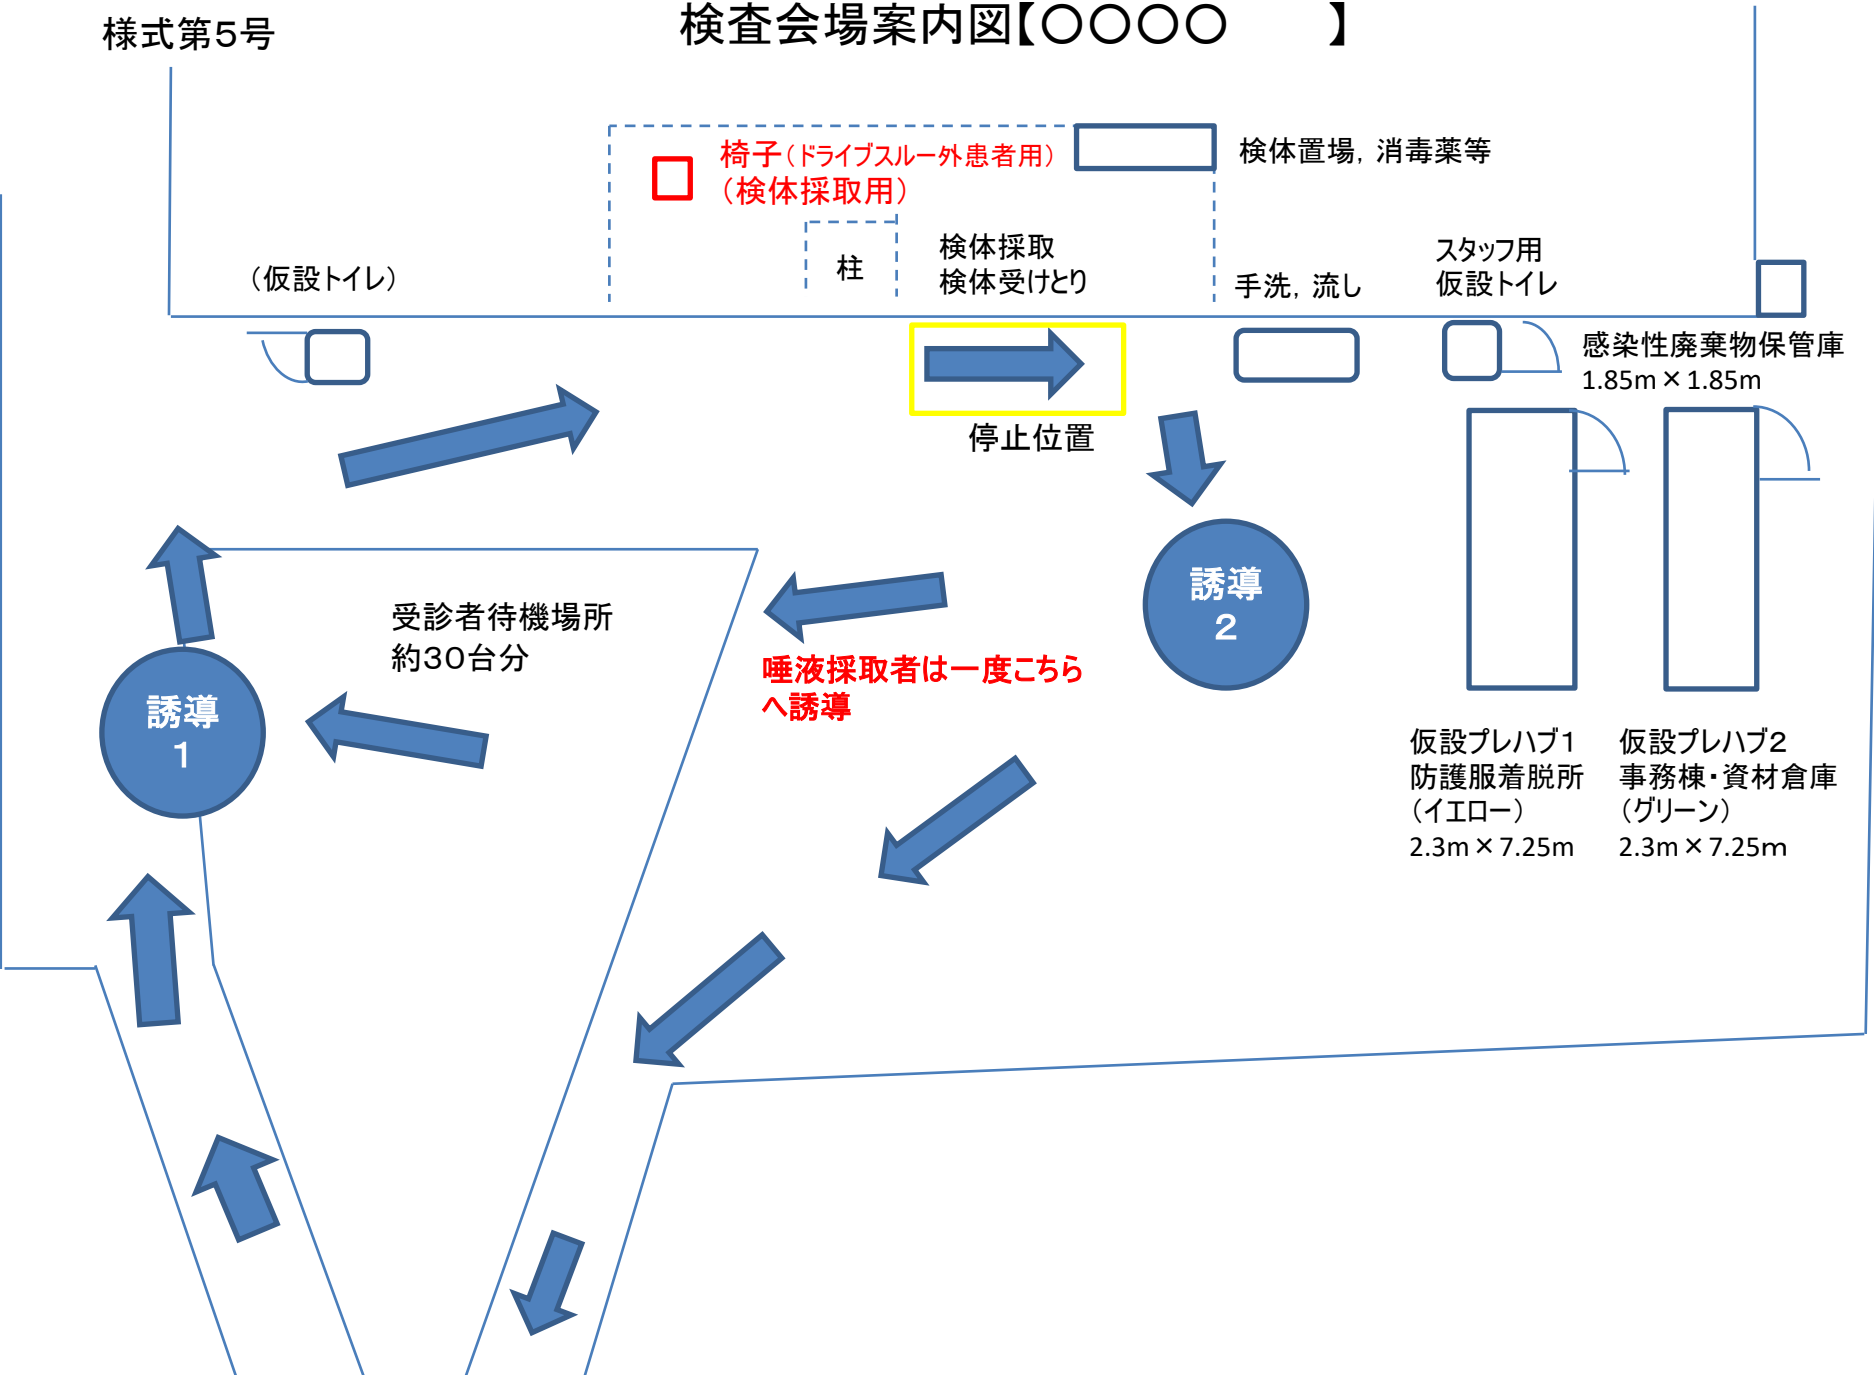 様式第5号
検査会場案内図【〇〇〇〇　　】
椅子（ドライブスルー外患者用）
（検体採取用）
検体置場，消毒薬等
柱
検体採取
検体受けとり
（仮設トイレ）
手洗，流し
スタッフ用
仮設トイレ
感染性廃棄物保管庫
1.85m×1.85m
停止位置
誘導
2
受診者待機場所
約30台分
唾液採取者は一度こちら
へ誘導
誘導
1
仮設プレハブ1
防護服着脱所
（イエロー）
2.3m×7.25m
仮設プレハブ2
事務棟・資材倉庫
（グリーン）
2.3m×7.25ｍ